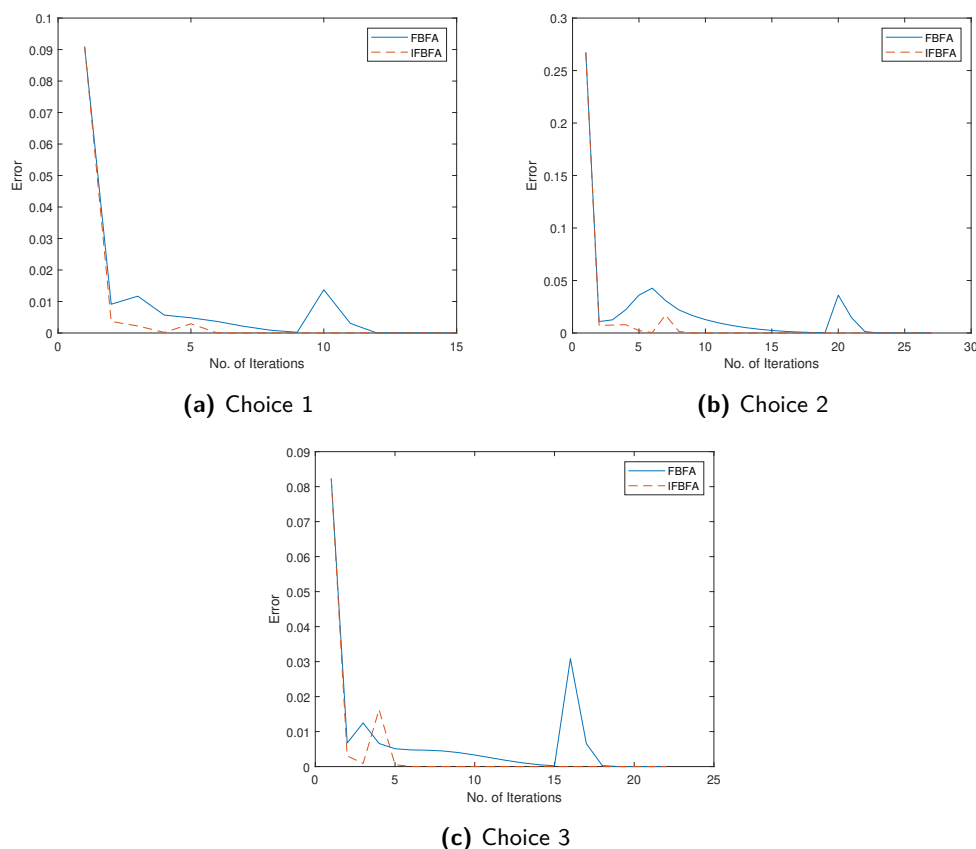 0.1
0.09
0.08
0.07
0.06
0.05
0.04
0.03
0.02
0.01
0
Error
FBFA
IFBFA
0 5 10 15
No. of Iterations
(a) Choice 1
0.3
0.25
0.2
0.15
0.1
0.05
0
Error
FBFA
IFBFA
0 5 10 15 20 25 30
No. of Iterations
(b) Choice 2
0.09
0.08
0.07
0.06
0.05
0.04
0.03
0.02
0.01
0
Error
FBFA
IFBFA
0 5 10 15 20 25
No. of Iterations
(c) Choice 3